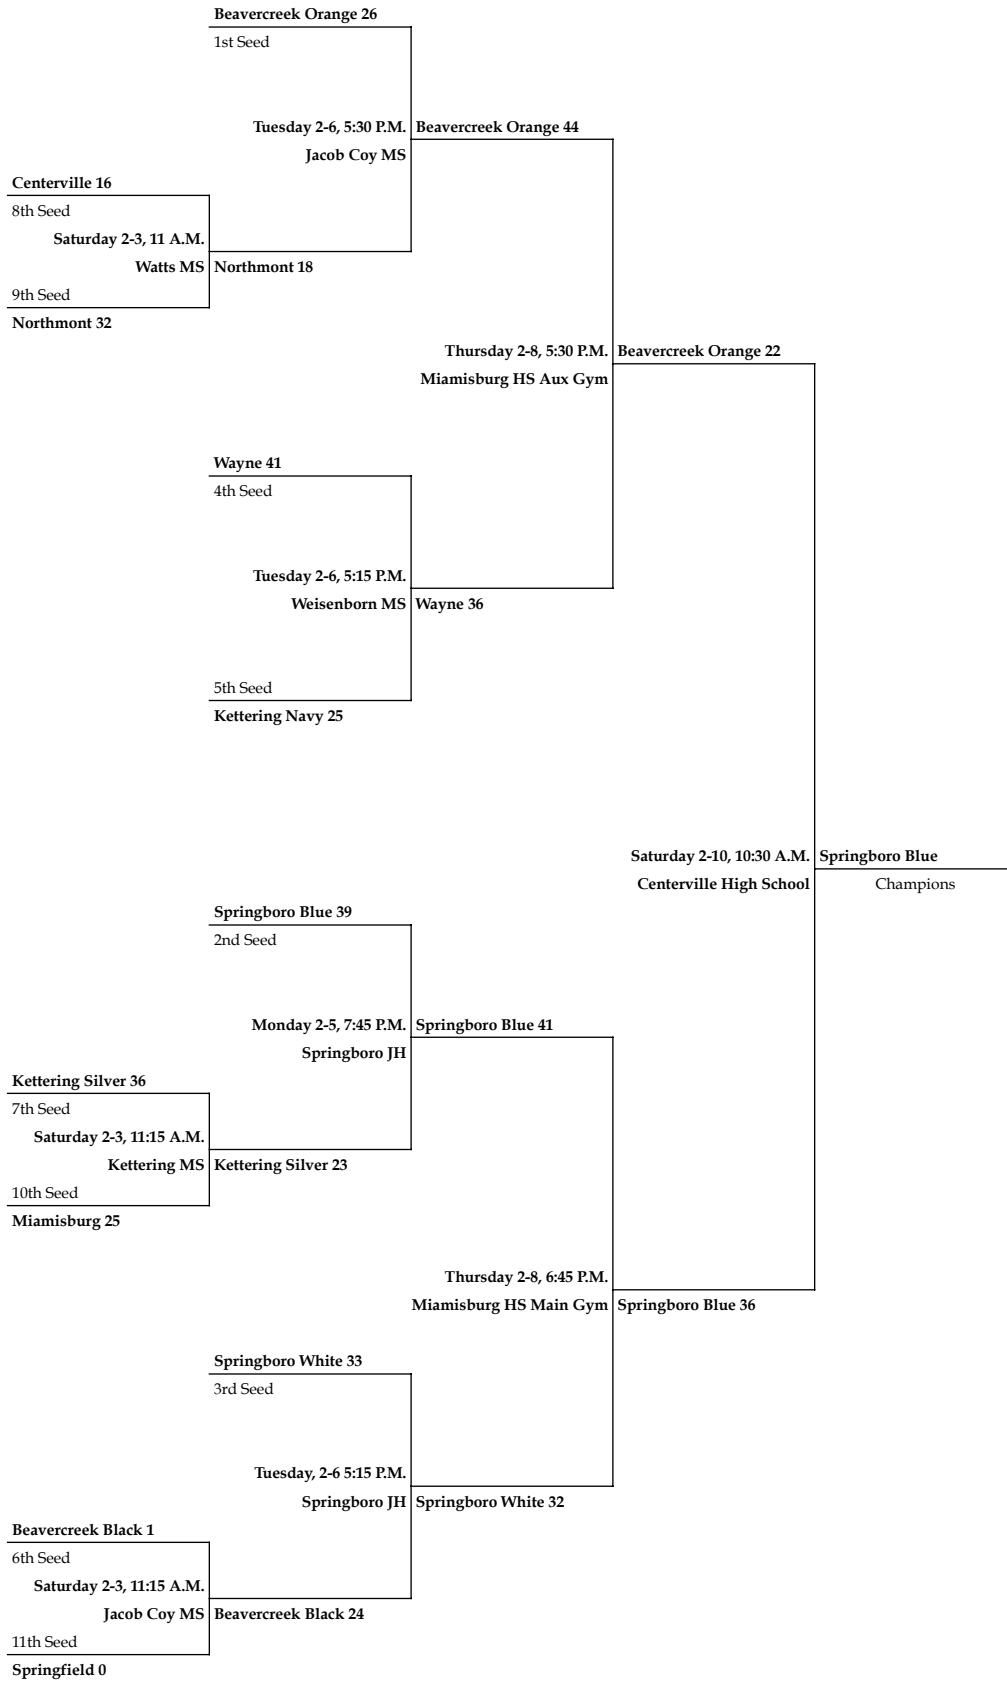 Beavercreek Orange 26
1st Seed
Tuesday 2-6, 5:30 P.M.
Beavercreek Orange 44
Jacob Coy MS
Centerville 16
8th Seed
Saturday 2-3, 11 A.M.
Watts MS
Northmont 18
9th Seed
Northmont 32
Thursday 2-8, 5:30 P.M.
Beavercreek Orange 22
Miamisburg HS Aux Gym
Wayne 41
4th Seed
Tuesday 2-6, 5:15 P.M.
Weisenborn MS
Wayne 36
5th Seed
Kettering Navy 25
Saturday 2-10, 10:30 A.M.
Springboro Blue
Centerville High School
Champions
Springboro Blue 39
2nd Seed
Monday 2-5, 7:45 P.M.
Springboro Blue 41
Springboro JH
Kettering Silver 36
7th Seed
Saturday 2-3, 11:15 A.M.
Kettering MS
Kettering Silver 23
10th Seed
Miamisburg 25
Thursday 2-8, 6:45 P.M.
Miamisburg HS Main Gym
Springboro Blue 36
Springboro White 33
3rd Seed
Tuesday, 2-6 5:15 P.M.
Springboro JH
Springboro White 32
Beavercreek Black 1
6th Seed
Saturday 2-3, 11:15 A.M.
Jacob Coy MS
Beavercreek Black 24
11th Seed
Springfield 0